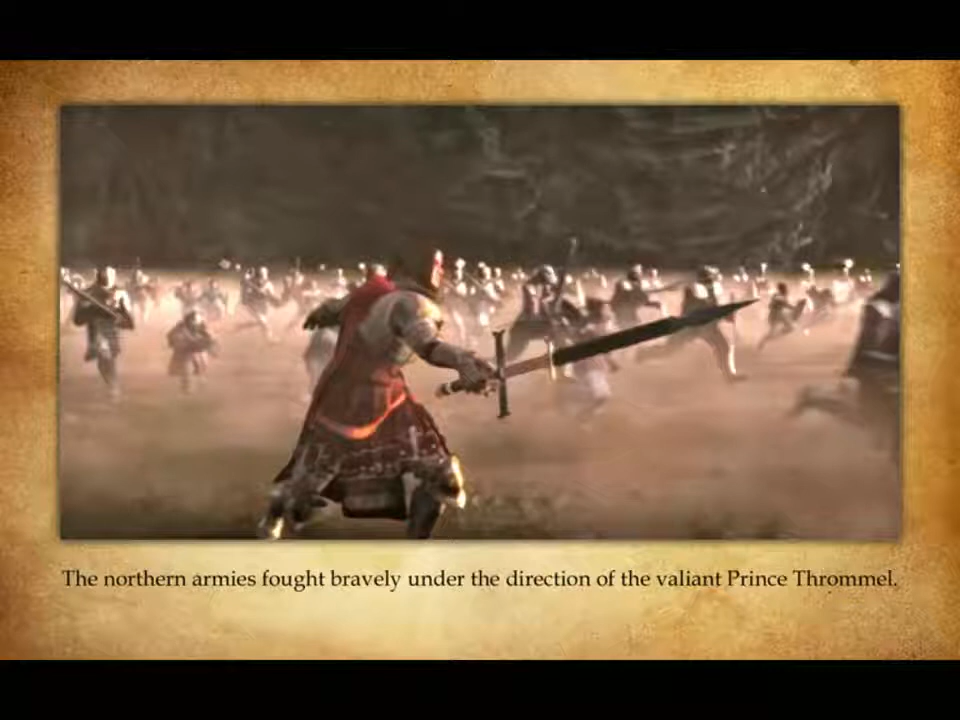 The northern armies fought bravely under the direction of the valiant Prince Thrommel.